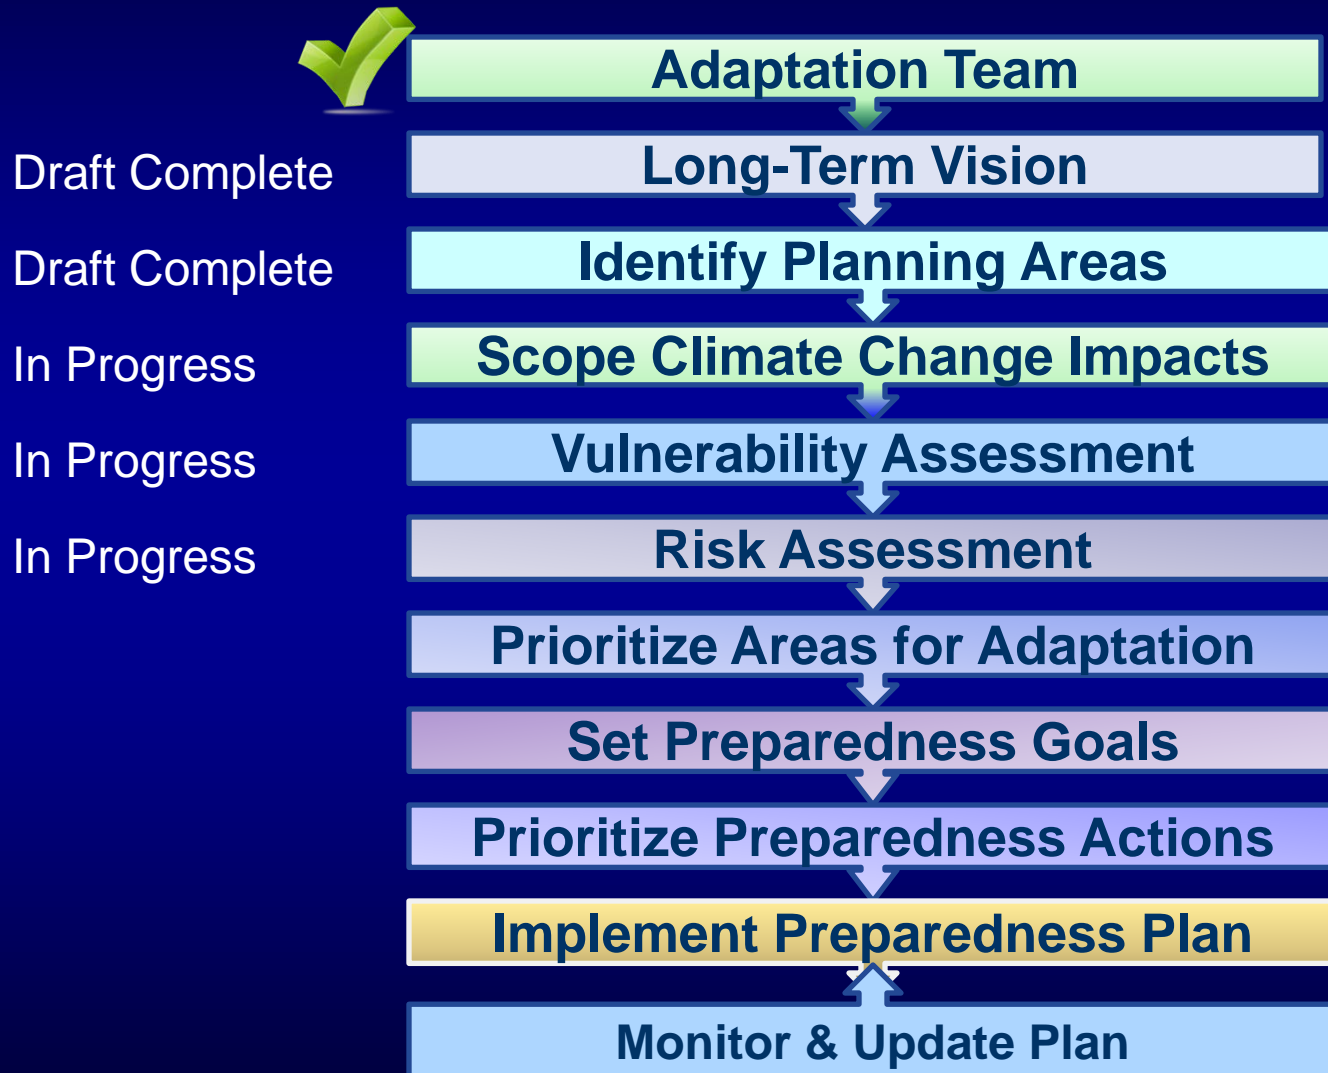 Adaptation Team
Draft Complete
Long-Term Vision
Draft Complete
Identify Planning Areas
In Progress
Scope Climate Change Impacts
In Progress
Vulnerability Assessment
In Progress
Risk Assessment
Prioritize Areas for Adaptation
Set Preparedness Goals
Prioritize Preparedness Actions
Implement Preparedness Plan
Monitor & Update Plan